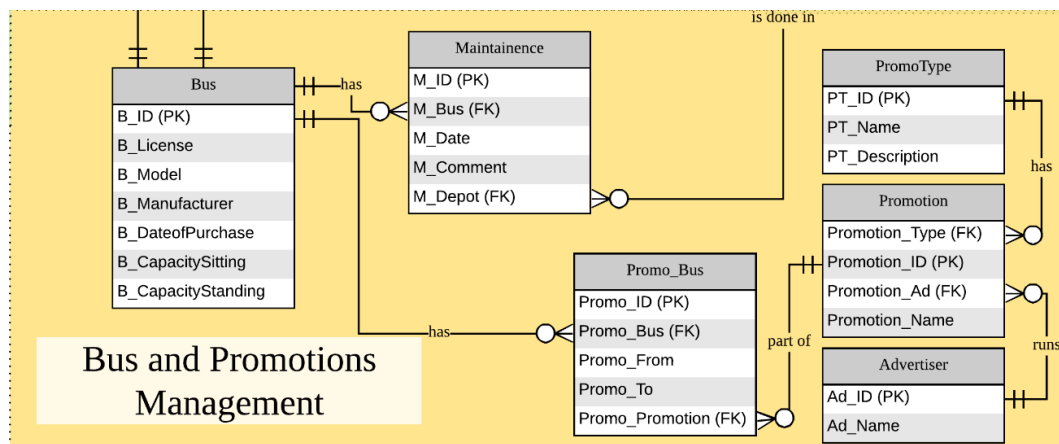 is done in
Maintainence
M_ID (PK)
M_Bus (FK)
M_Date
M_Comment
M_Depot (FK)
Bus
B_ID (PK)
B_License
B_Model
B_Manufacturer
B_DateofPurchase
B_CapacitySitting
B_CapacityStanding
has
PromoType
PT_ID (PK)
PT_Name
PT_Description
has
Promotion
Promotion_Type (FK)
Promotion_ID (PK)
Promotion_Ad (FK)
Promotion_Name
Promo_Bus
Promo_ID (PK)
Promo_Bus (FK)
Promo_From
Promo_To
Promo_Promotion (FK)
has
part of
runs
Advertiser
Ad_ID (PK)
Ad_Name
Bus and Promotions
Management